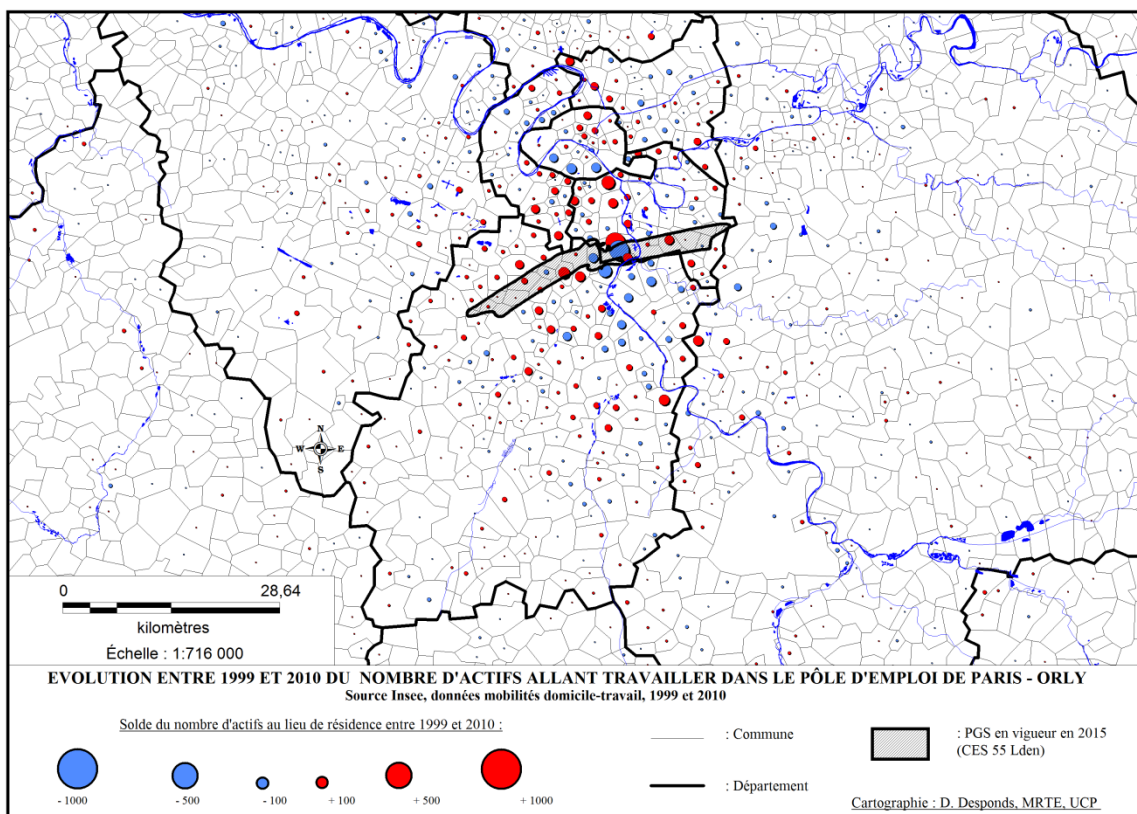 N
W E
S
0 28,64
kilomètres
Échelle : 1:716 000
EVOLUTION ENTRE 1999 ET 2010 DU NOMBRE D'ACTIFS ALLANT TRAVAILLER DANS LE PÔLE D'EMPLOI DE PARIS - ORLY
Source Insee, données mobilités domicile-travail, 1999 et 2010
Solde du nombre d'actifs au lieu de résidence entre 1999 et 2010 :
- 1000 - 500 - 100 + 100 + 500 + 1000
: Commune
: Département
: PGS en vigueur en 2015
(CES 55 Lden)
Cartographie : D. Desponds, MRTE, UCP